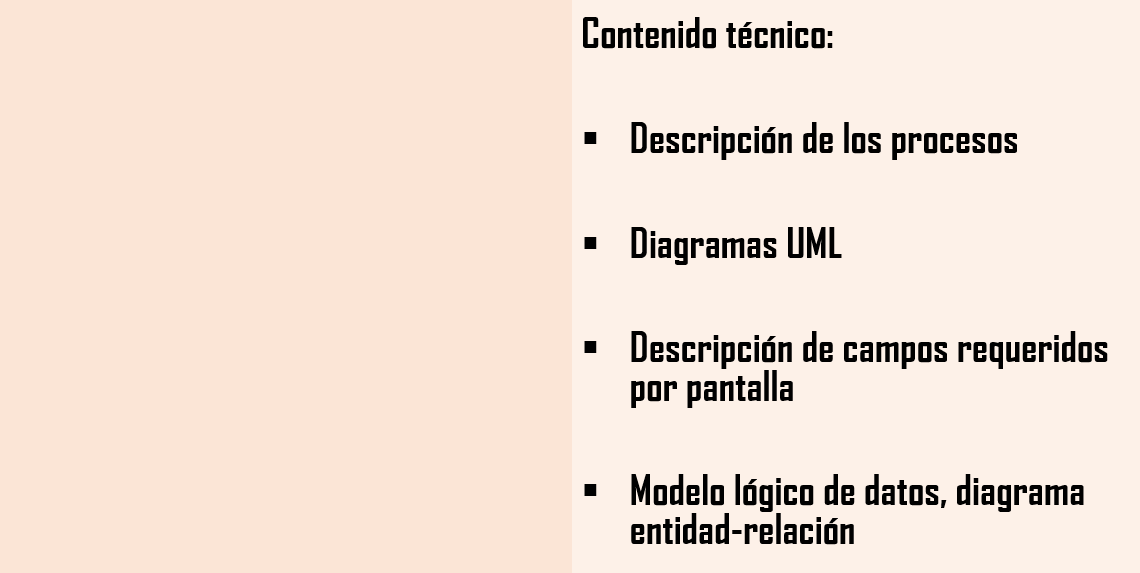 Contenido técnico:
▪ Descripción de los procesos
▪ Diagramas UML
▪ Descripción de campos requeridos
por pantalla
▪ Modelo lógico de datos, diagrama
entidad-relación